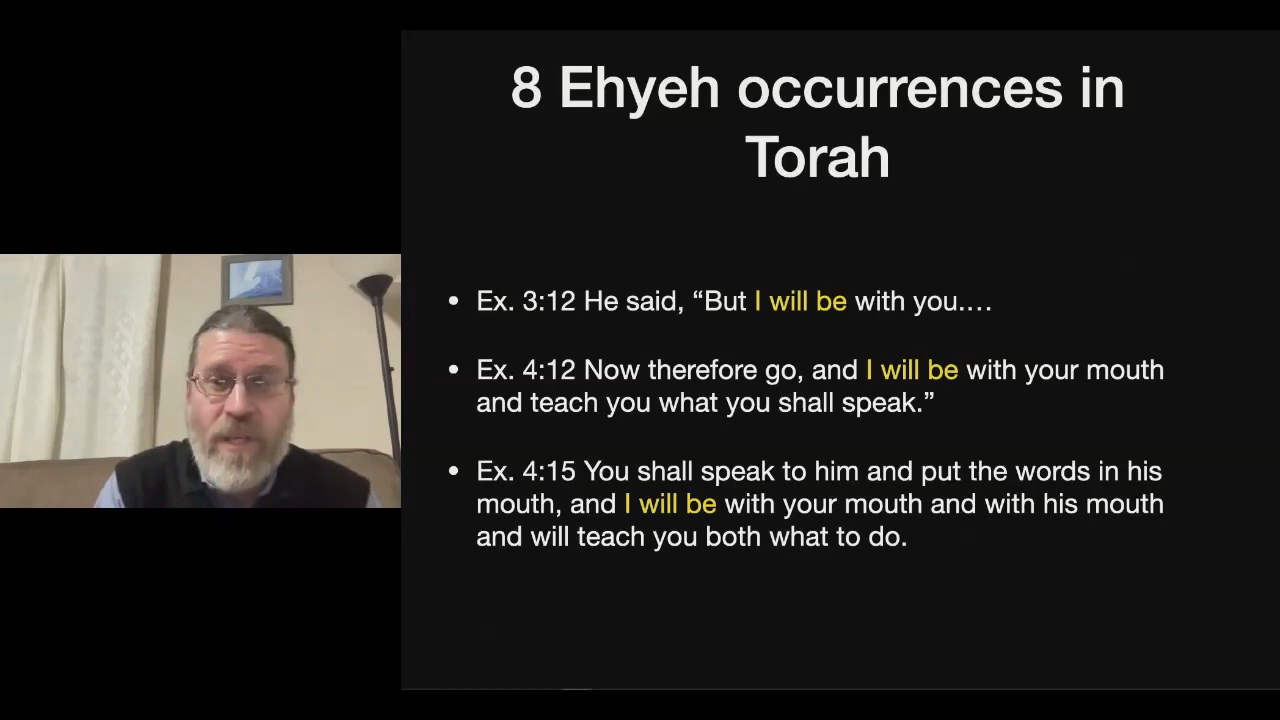 8 Ehyeh occurrences in
Torah
• Ex. 3:12 He said, “But I will be with you….
• Ex. 4:12 Now therefore go, and I will be with your mouth
and teach you what you shall speak.”
• Ex. 4:15 You shall speak to him and put the words in his
mouth, and I will be with your mouth and with his mouth
and will teach you both what to do.